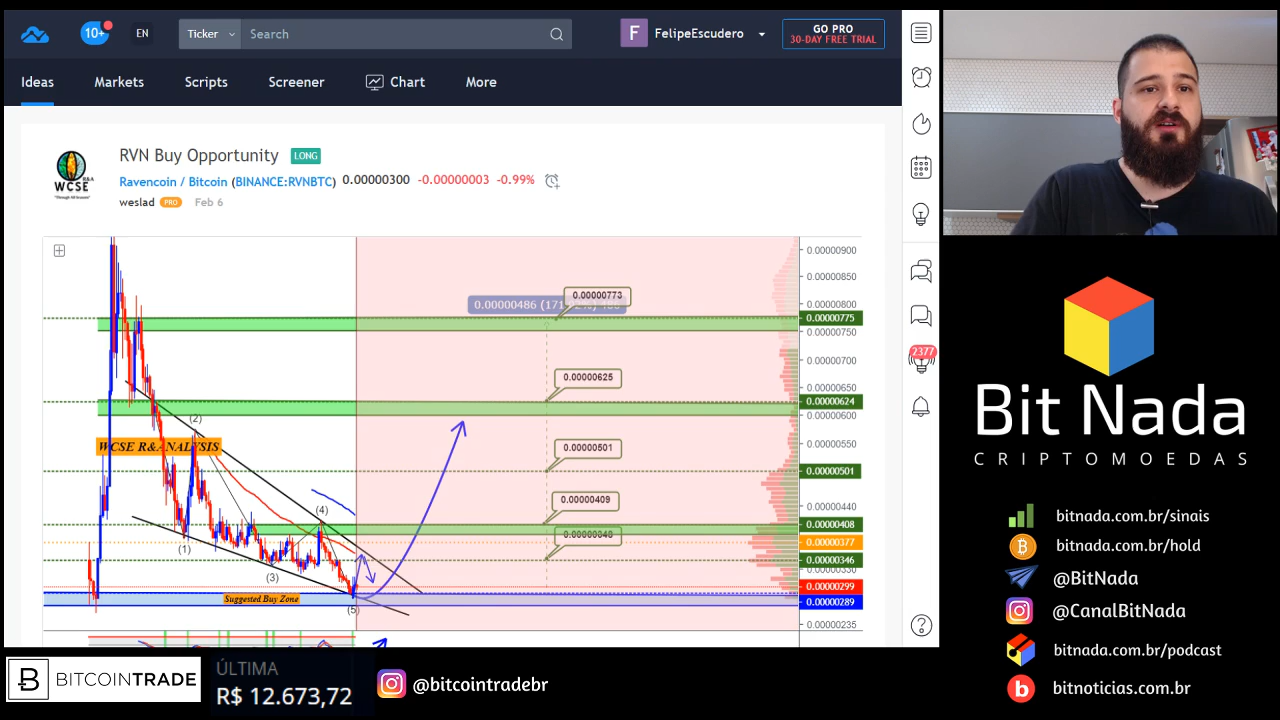 10+
EN
Ticker
Search
F
FelipeEscudero
GO PRO
30-DAY FREE TRIAL
Ideas
Markets
Scripts
Screener
Chart
More
WCSE R&A
"Through All Seasons"
RVN Buy Opportunity
LONG
Ravencoin / Bitcoin (BINANCE:RVNBTC) 0.00000300 -0.00000003 -0.99%
weslad PRO Feb 6
0.00000900
0.00000850
0.00000800
0.00000775
0.00000750
0.00000700
0.00000650
0.00000624
0.00000600
0.00000550
0.00000501
0.00000440
0.00000408
0.00000377
0.00000346
0.00000330
0.00000299
0.00000289
0.00000235
0.00000486
0.00000773
0.00000625
0.00000501
0.00000409
(2)
WCSE R&ANALYSIS
(4)
(1)
(3)
Suggested Buy Zone
(5)
2377
?
Bit Nada
CRIPTOMOEDAS
bitnada.com.br/sinais
bitnada.com.br/hold
@BitNada
@CanalBitNada
bitnada.com.br/podcast
b
bitnoticias.com.br
B
BITCOINTRADE
ÚLTIMA
R$ 12.673,72
@bitcointradebr